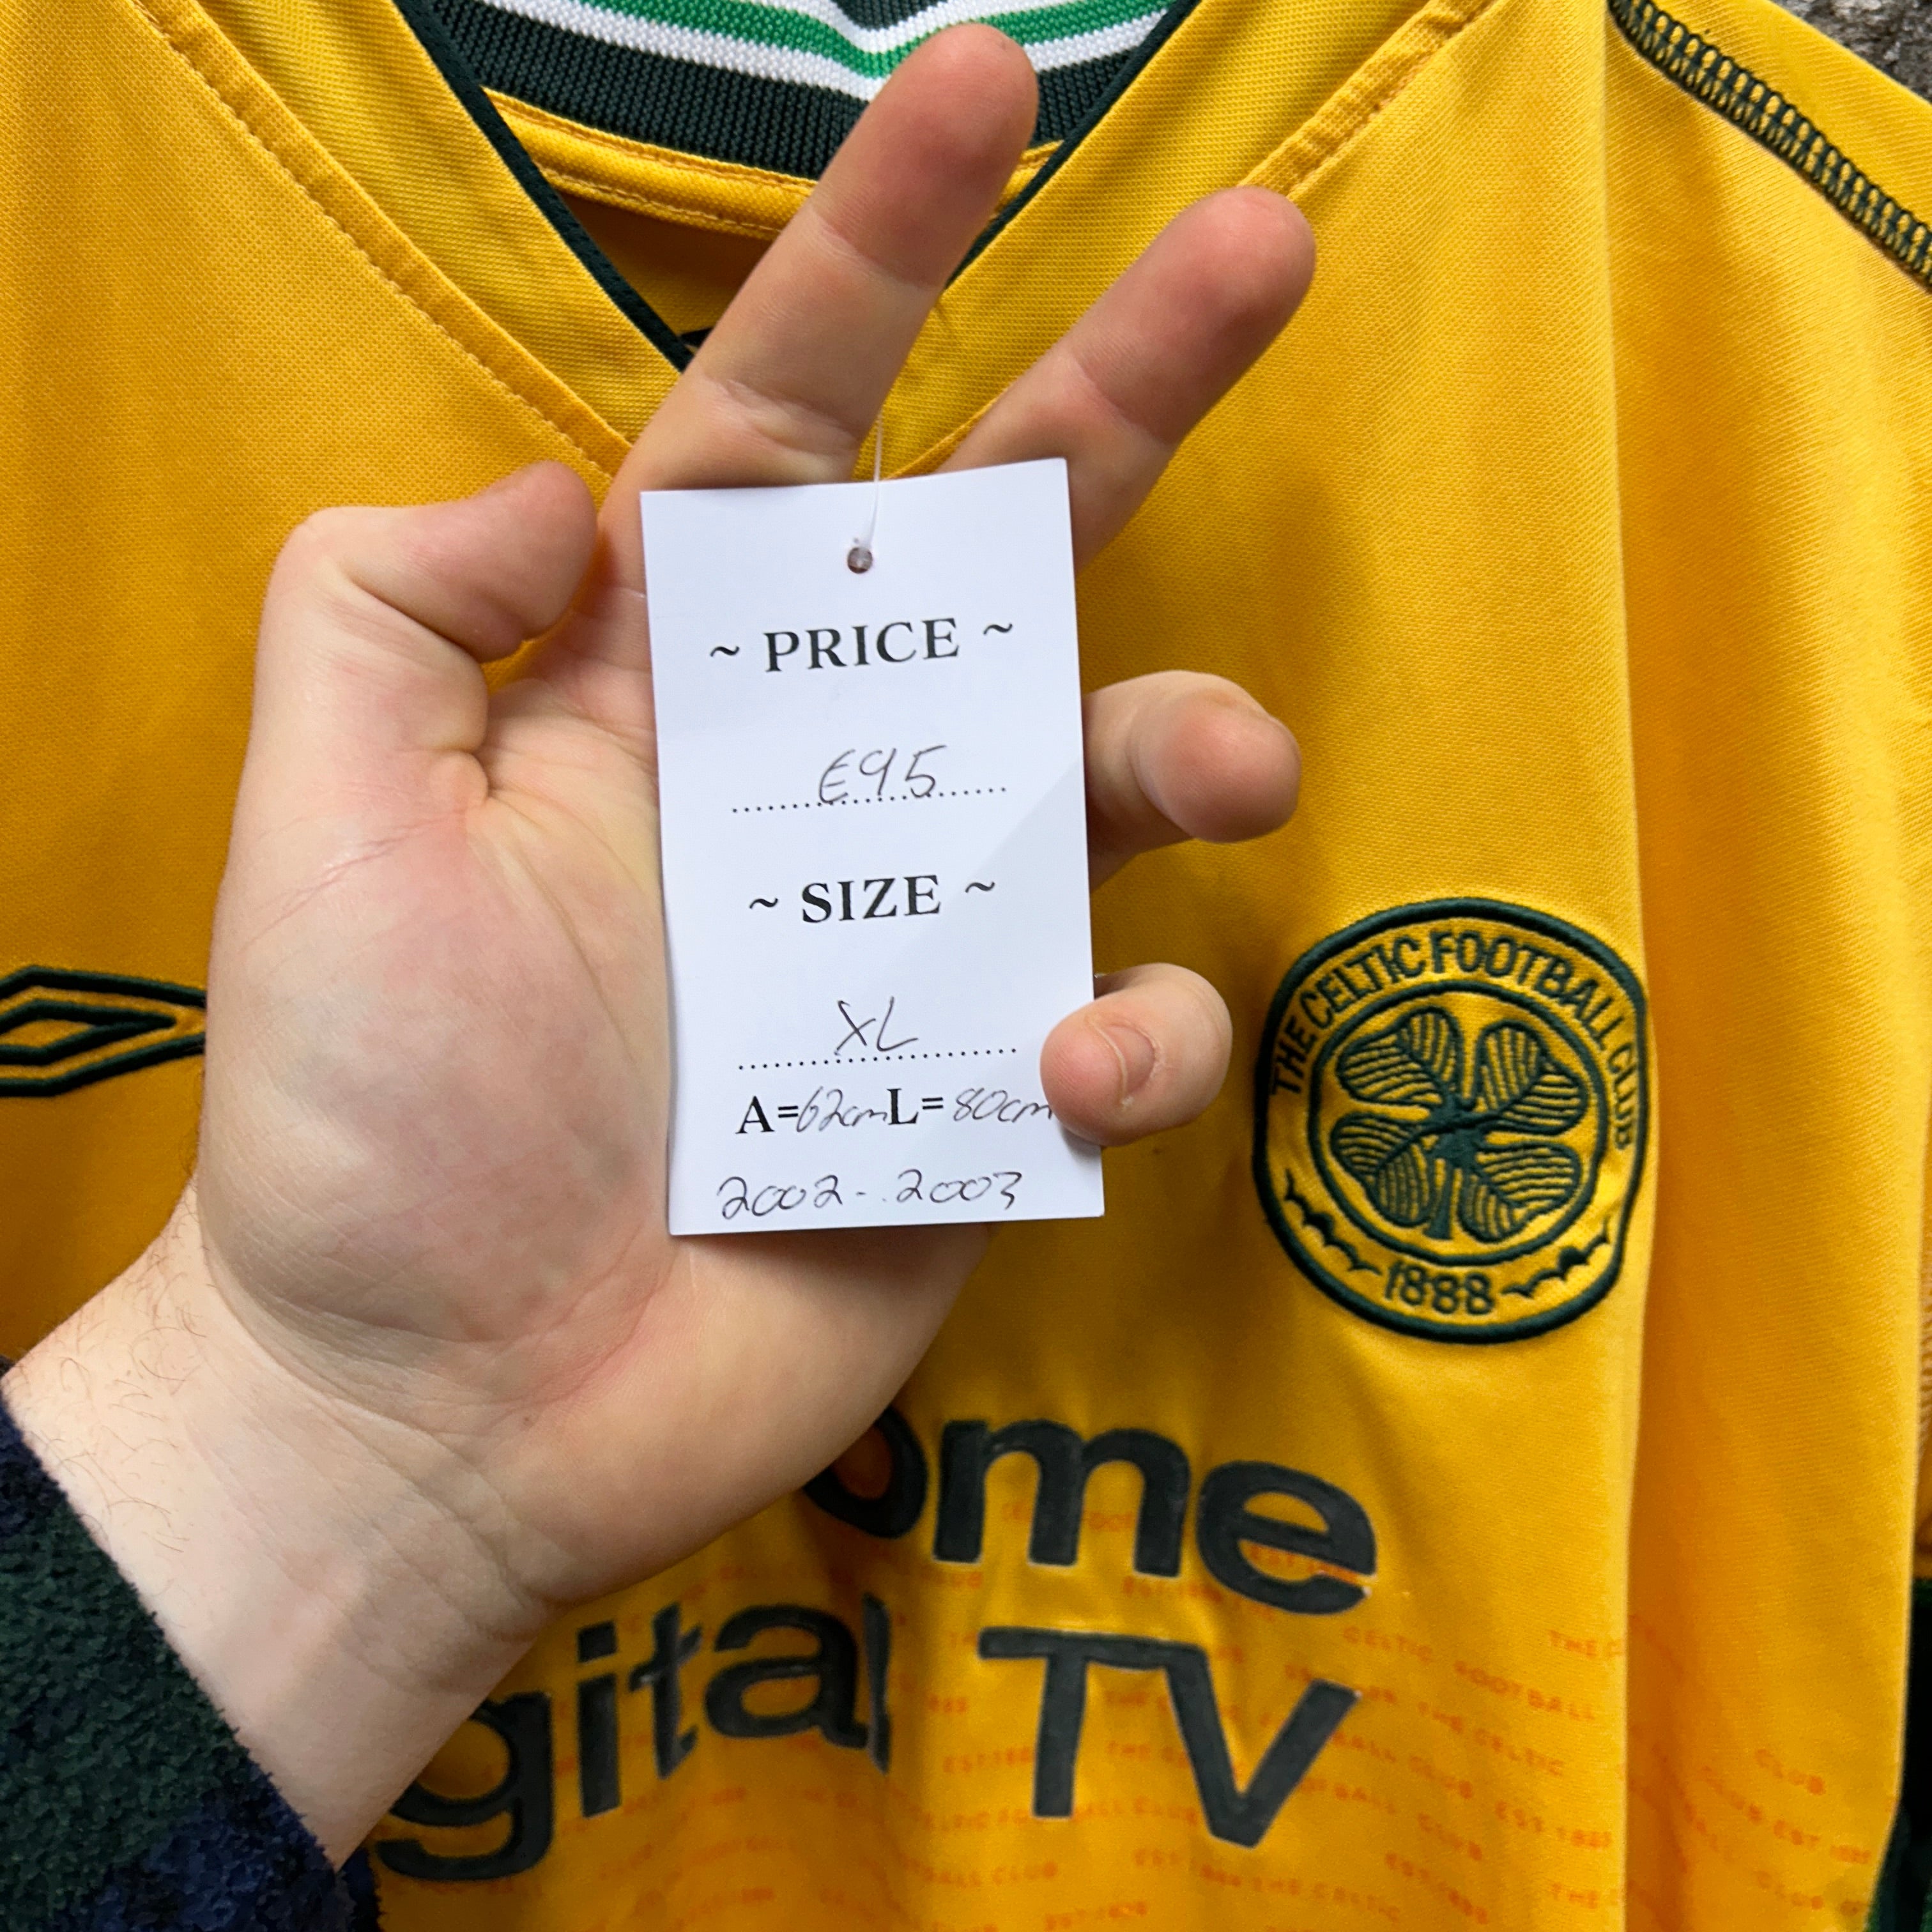 ~ PRICE ~
€95
~ SIZE ~
XL
A=62cm L=80cm
2002-2003
THE CELTIC FOOTBALL CLUB
1888
ome
gital TV